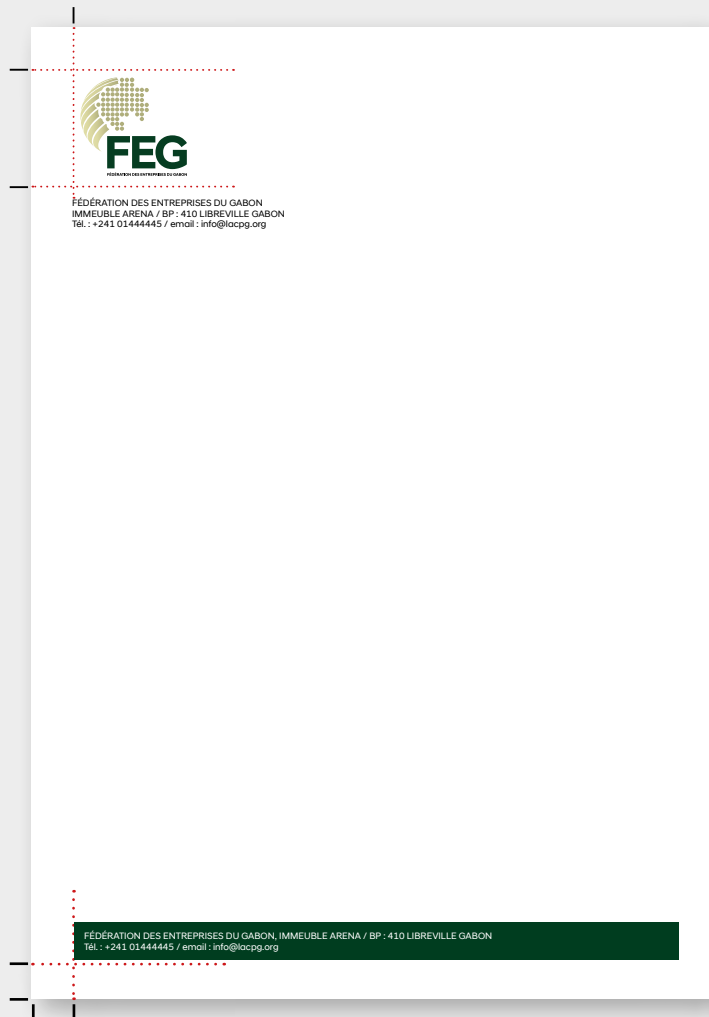 FEG
FÉDÉRATION DES ENTREPRISES DU GABON
FÉDÉRATION DES ENTREPRISES DU GABON
IMMEUBLE ARENA / BP : 410 LIBREVILLE GABON
Tél. : +241 01444445 / email : info@lacpg.org
FÉDÉRATION DES ENTREPRISES DU GABON, IMMEUBLE ARENA / BP : 410 LIBREVILLE GABON
Tél. : +241 01444445 / email : info@lacpg.org